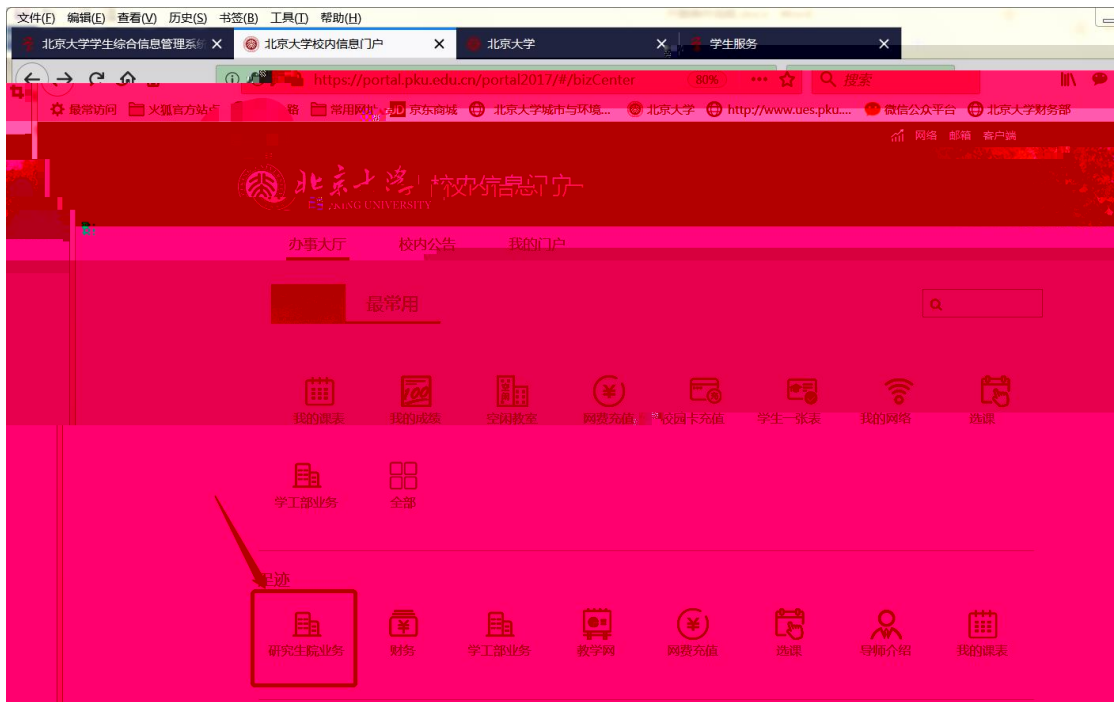 文件(F) 编辑(E) 查看(V) 历史(S) 书签(B) 工具(T) 帮助(H)
北京大学学生综合信息管理系统 北京大学校内信息门户 北京大学 学生服务
https://portal.pku.edu.cn/portal2017/#/bizCenter 80% 搜索
最常访问 火狐官方站点 常用网址 JD 京东商城 北京大学城市与环境... 北京大学 http://www.ues.pku.... 微信公众平台 北京大学财务部
网络 邮箱 客户端
北京大学 校内信息门户
PEKING UNIVERSITY
办事大厅 校内公告 我的门户
最常用
我的课表 我的成绩 空闲教室 网费充值 校园卡充值 学生一张表 我的网络 选课
学工部业务 全部
足迹
研究生院业务 财务 学工部业务 教学网 网费充值 选课 导师介绍 我的课表